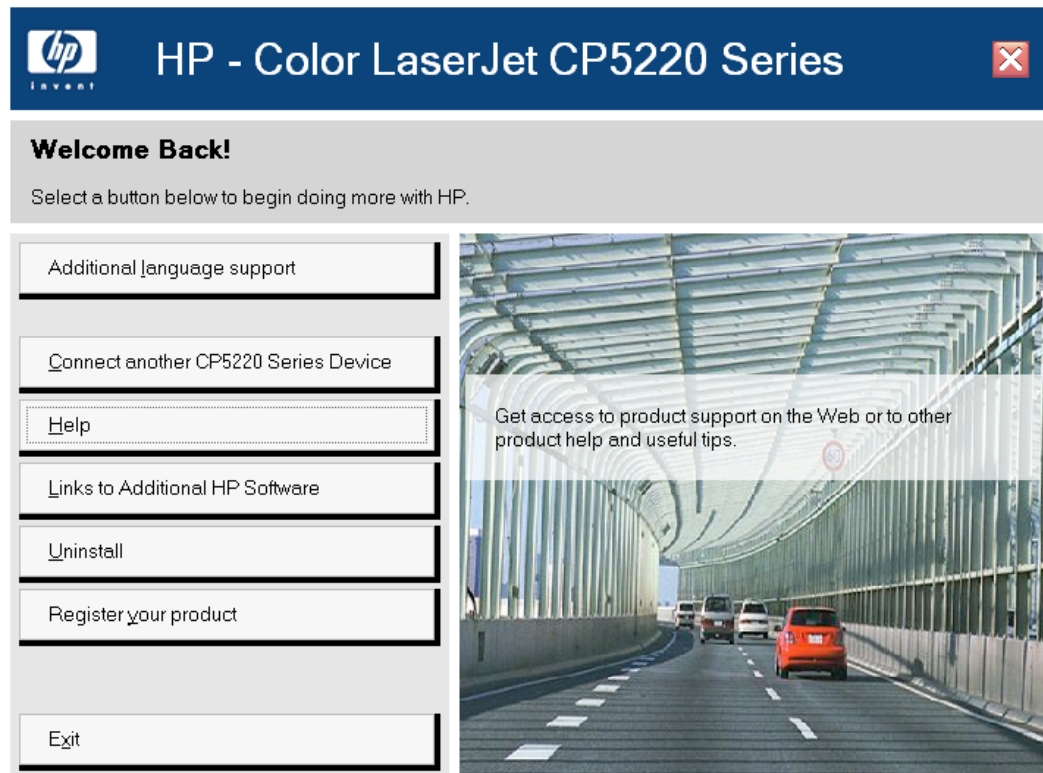 hp
invent
HP - Color LaserJet CP5220 Series
Welcome Back!
Select a button below to begin doing more with HP.
Additional language support
Connect another CP5220 Series Device
Help
Links to Additional HP Software
Uninstall
Register your product
Exit
Get access to product support on the Web or to other
product help and useful tips.
60